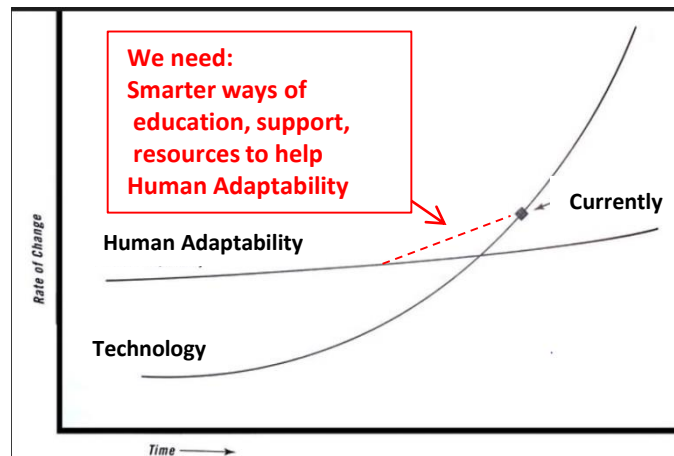 We need:
Smarter ways of
education, support,
resources to help
Human Adaptability
Currently
Human Adaptability
Rate of Change
Technology
Time